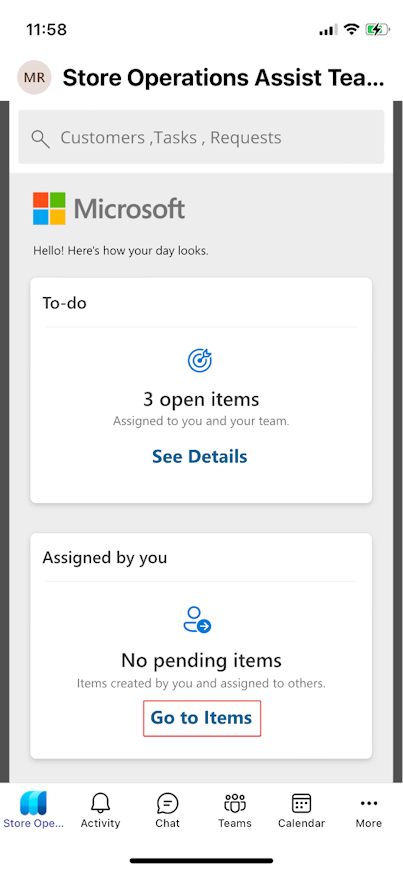 11:58
MR
Store Operations Assist Tea...
Customers ,Tasks , Requests
Microsoft
Hello! Here's how your day looks.
To-do
3 open items
Assigned to you and your team.
See Details
Assigned by you
No pending items
Items created by you and assigned to others.
Go to Items
Store Ope...
Activity
Chat
Teams
Calendar
More